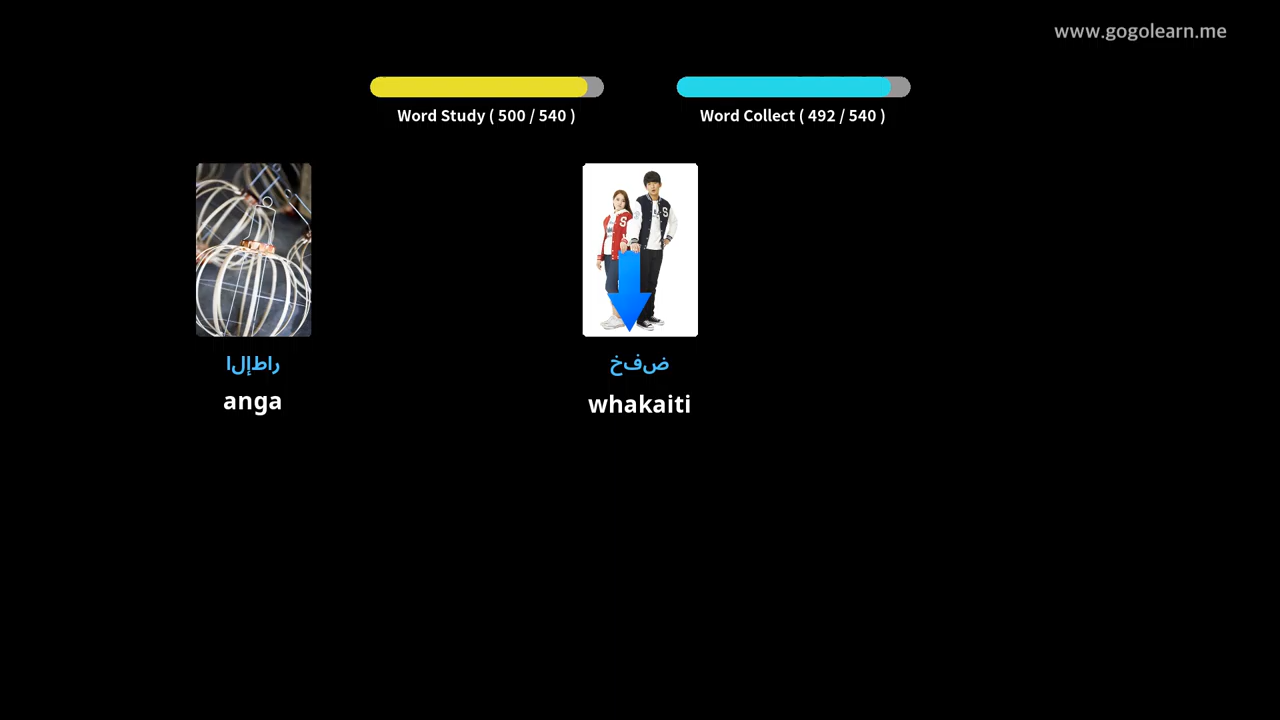 www.gogolearn.me
Word Study ( 500 / 540 )
Word Collect ( 492 / 540 )
راطإلا
anga
ضفخ
whakaiti